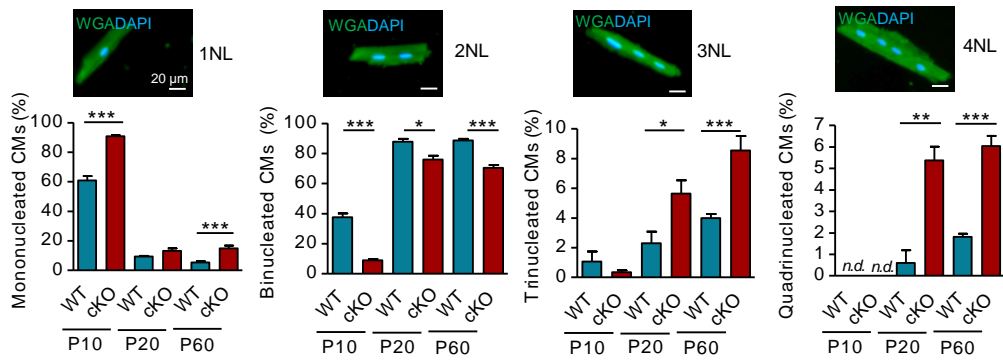 WGADAPI 1NL
20 µm
Mononucleated CMs (%)
***
***
100
80
60
40
20
0
WT cKO WT cKO WT cKO
P10 P20 P60
WGADAPI 2NL
Binucleated CMs (%)
*** * ***
100
80
60
40
20
0
WT cKO WT cKO WT cKO
P10 P20 P60
WGADAPI 3NL
Trinucleated CMs (%)
* ***
10
8
6
4
2
0
WT cKO WT cKO WT cKO
P10 P20 P60
WGADAPI 4NL
Quadrinucleated CMs (%)
** ***
7
6
5
4
3
2
1
0
n.d. n.d.
WT cKO WT cKO WT cKO
P10 P20 P60